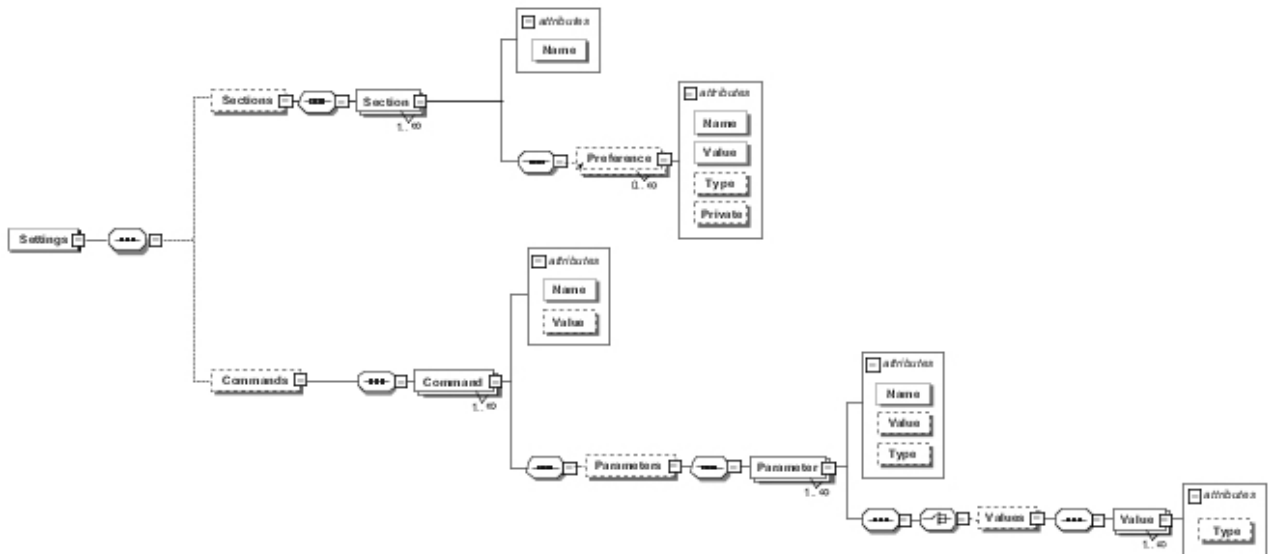 attributes
Name
Sections
Section
1..∞
attributes
Name
Value
Type
Private
Preference
0..∞
Settings
attributes
Name
Value
Commands
Command
1..∞
attributes
Name
Value
Type
Parameters
Parameter
1..∞
attributes
Type
Values
Value
1..∞